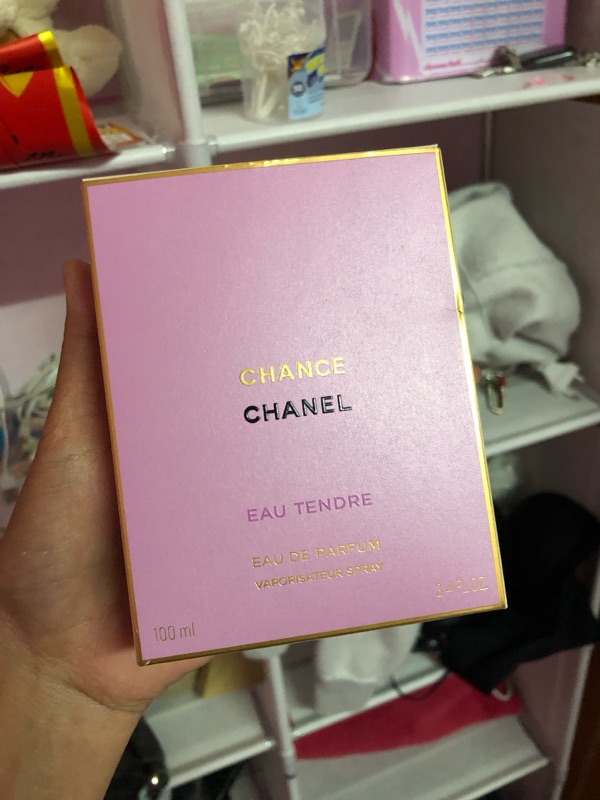 CHANCE
CHANEL
EAU TENDRE
EAU DE PARFUM
VAPORISATEUR SPRAY
100 ml
3.4 FL.OZ.